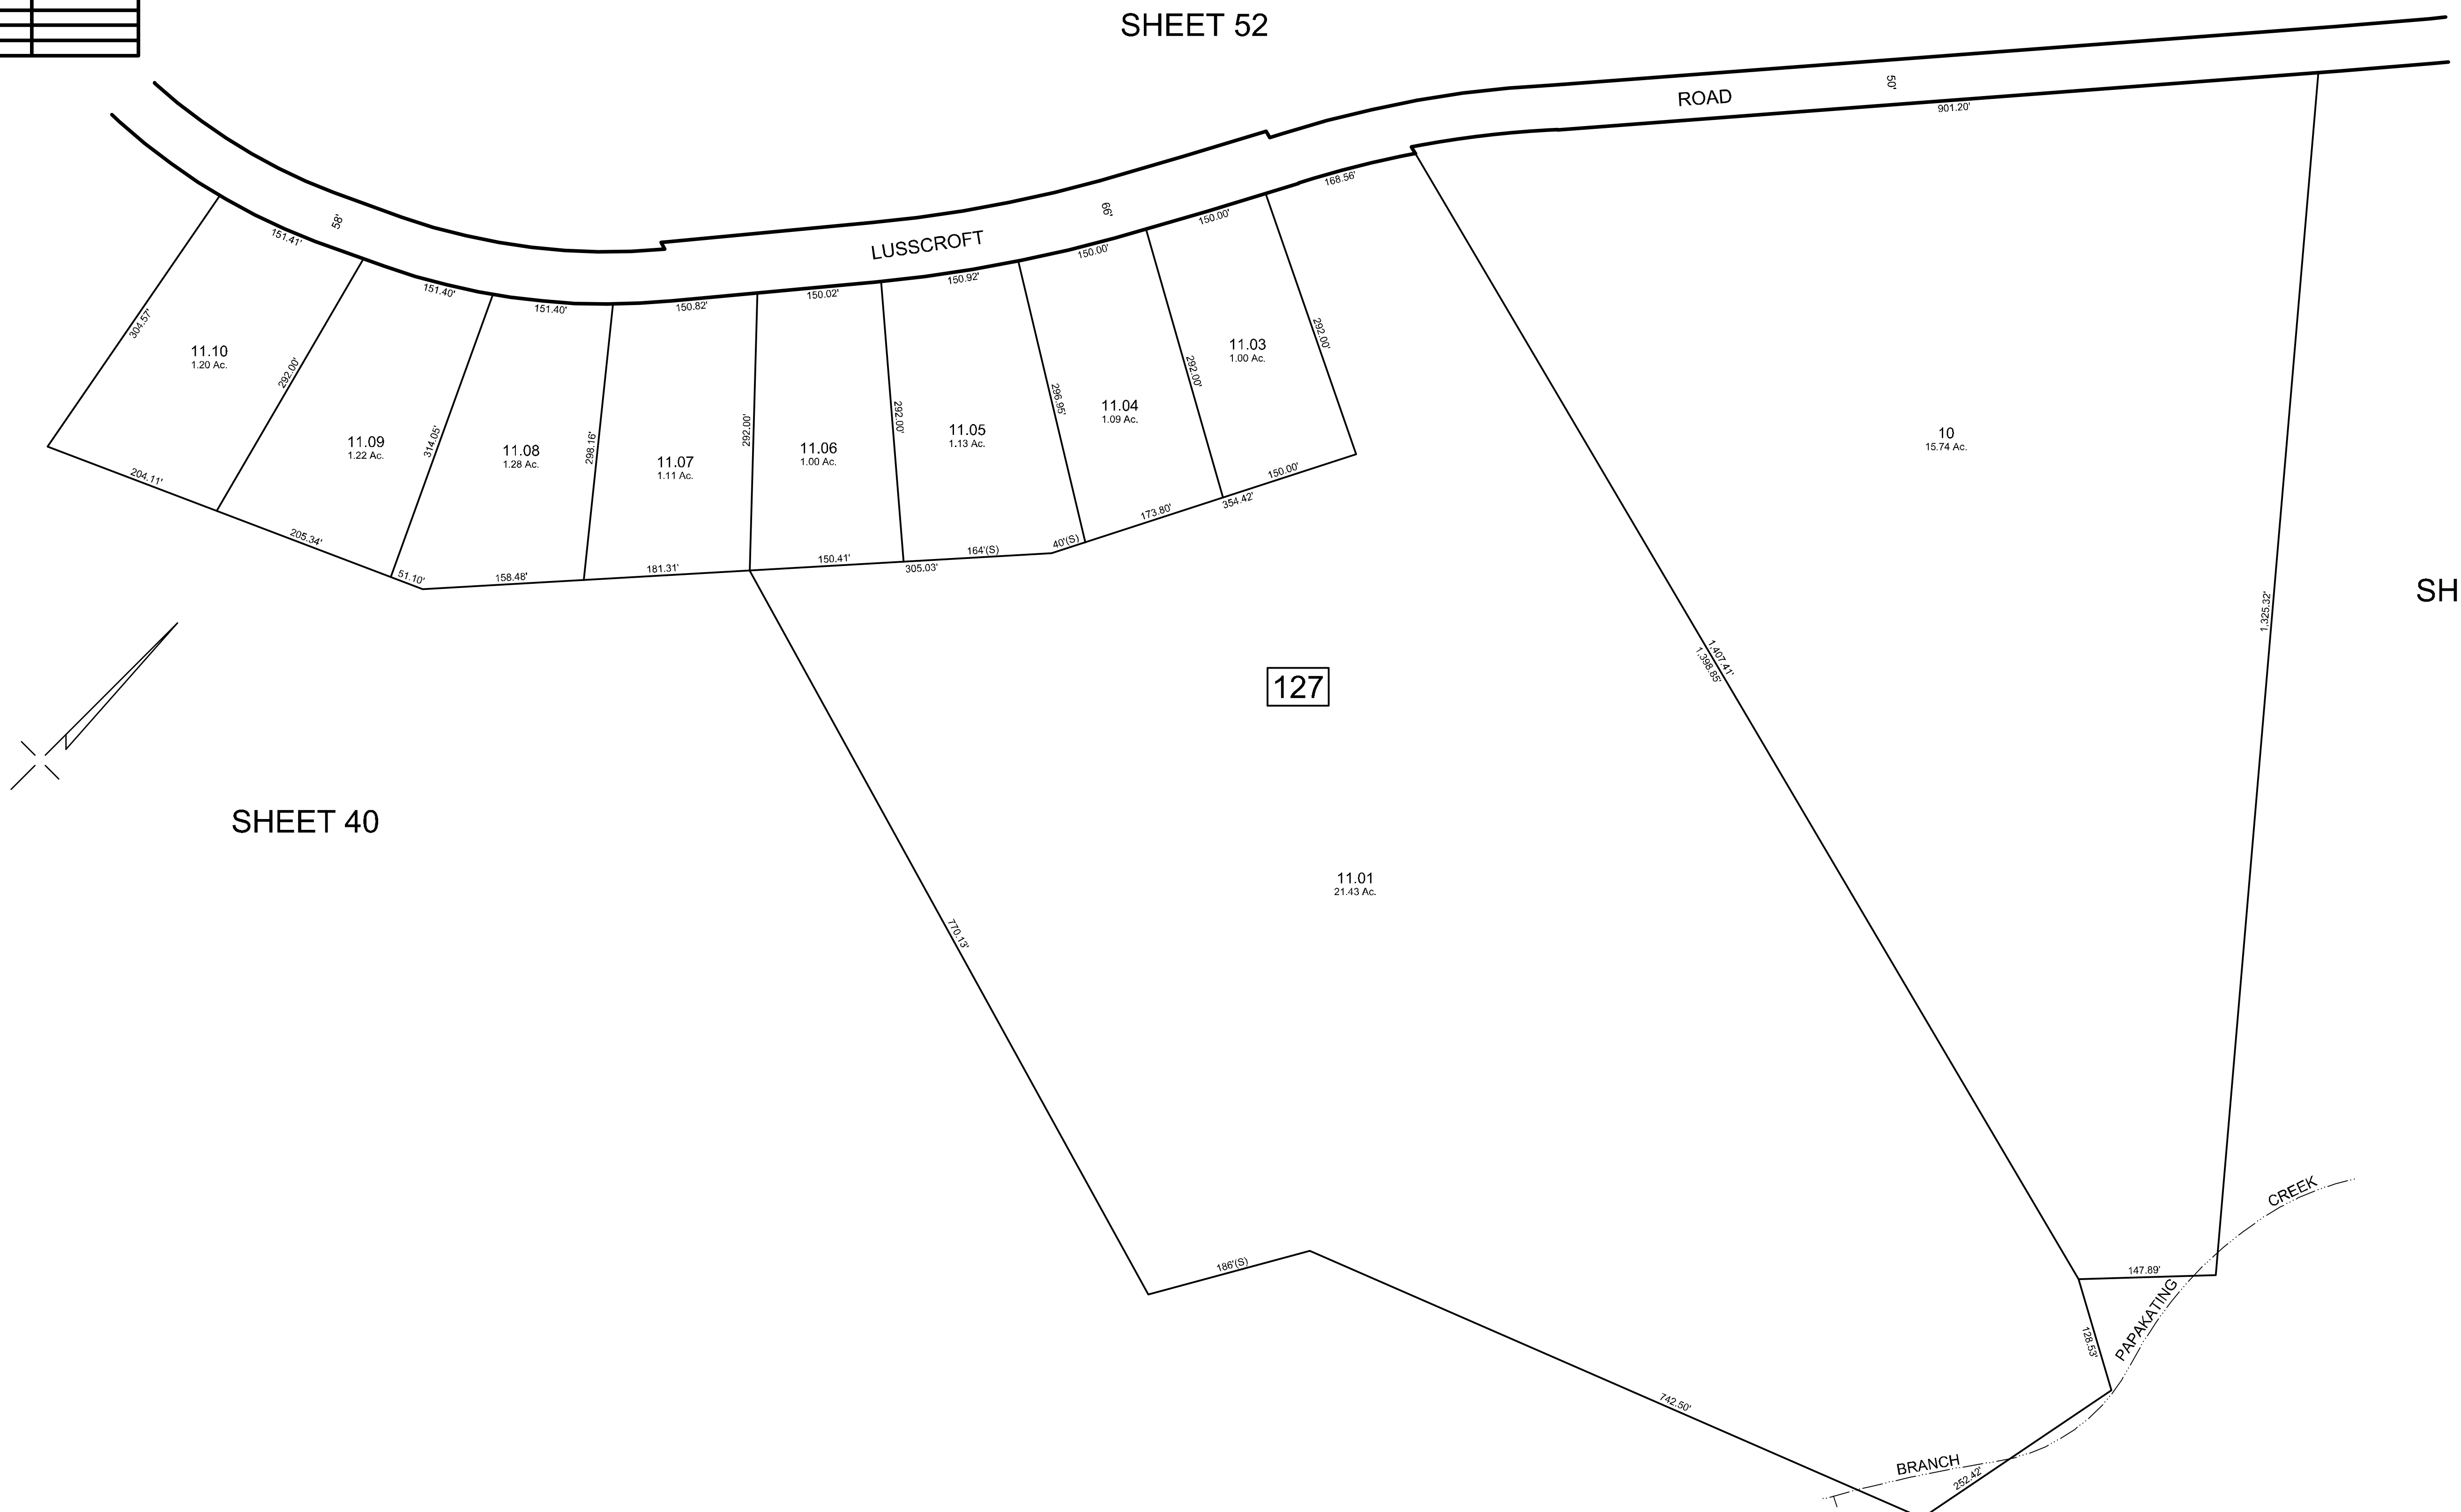 SHEET 52
50'
ROAD
901.20'
168.56'
66'
150.00'
58'
151.41'
LUSSCROFT
150.00'
150.92'
151.40'
150.02'
151.40'
150.82'
304.57'
292.00'
11.10
1.20 Ac.
292.00'
292.00'
11.03
1.00 Ac.
296.95'
11.04
1.09 Ac.
292.00'
11.05
1.13 Ac.
292.00'
11.09
1.22 Ac.
314.05'
11.08
1.28 Ac.
298.16'
11.07
1.11 Ac.
11.06
1.00 Ac.
10
15.74 Ac.
204.11'
150.00'
354.42'
173.80'
205.34'
40'(S)
164'(S)
150.41'
305.03'
181.31'
158.48'
51.10'
SH
1,325.32'
1,407.41'
1,398.85'
127
SHEET 40
11.01
21.43 Ac.
770.13'
CREEK
186'(S)
147.89'
PAPAKATING
128.53'
742.50'
BRANCH
252.42'